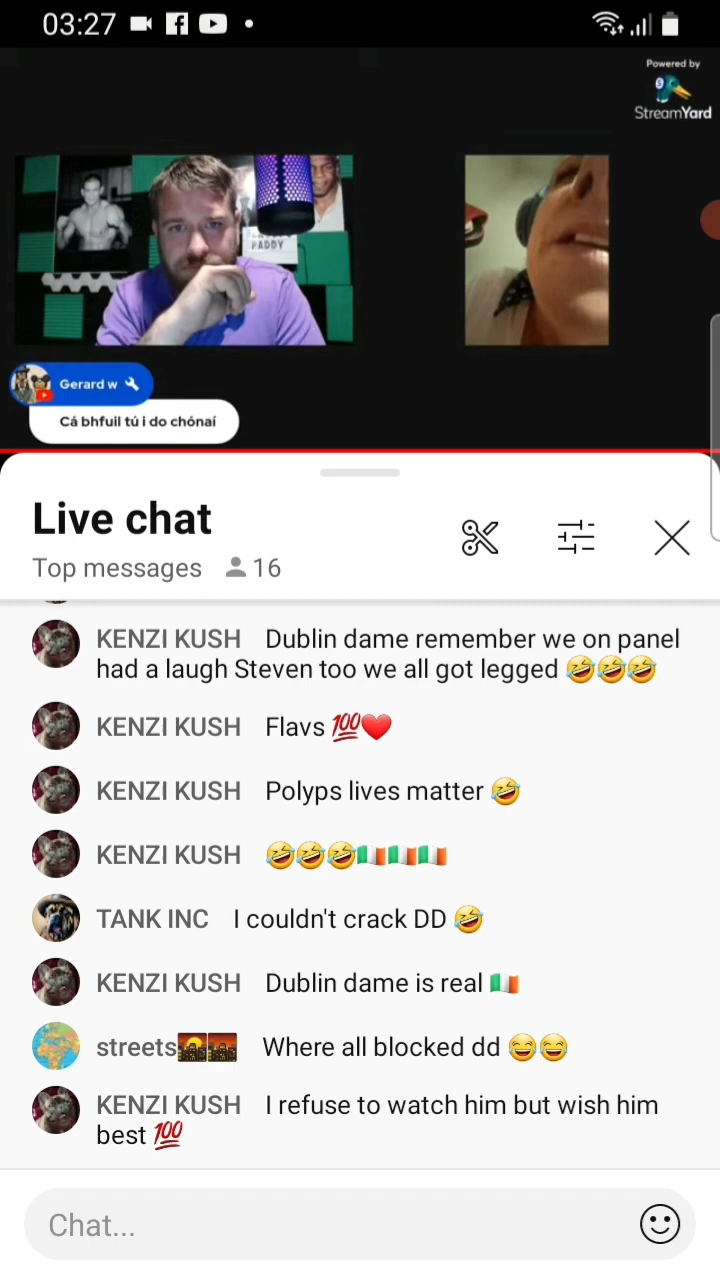 03:27
Powered by
StreamYard
PADDY
Gerard w
Cá bhfuil tú i do chónaí
Live chat
Top messages 16
KENZI KUSH Dublin dame remember we on panel
had a laugh Steven too we all got legged 🤣🤣🤣
KENZI KUSH Flavs 💯❤️
KENZI KUSH Polyps lives matter 🤣
KENZI KUSH 🤣🤣🤣🇮🇪🇮🇪🇮🇪
TANK INC I couldn't crack DD 🤣
KENZI KUSH Dublin dame is real 🇮🇪
streets🌇🌆 Where all blocked dd 😂😂
KENZI KUSH I refuse to watch him but wish him
best 💯
Chat...